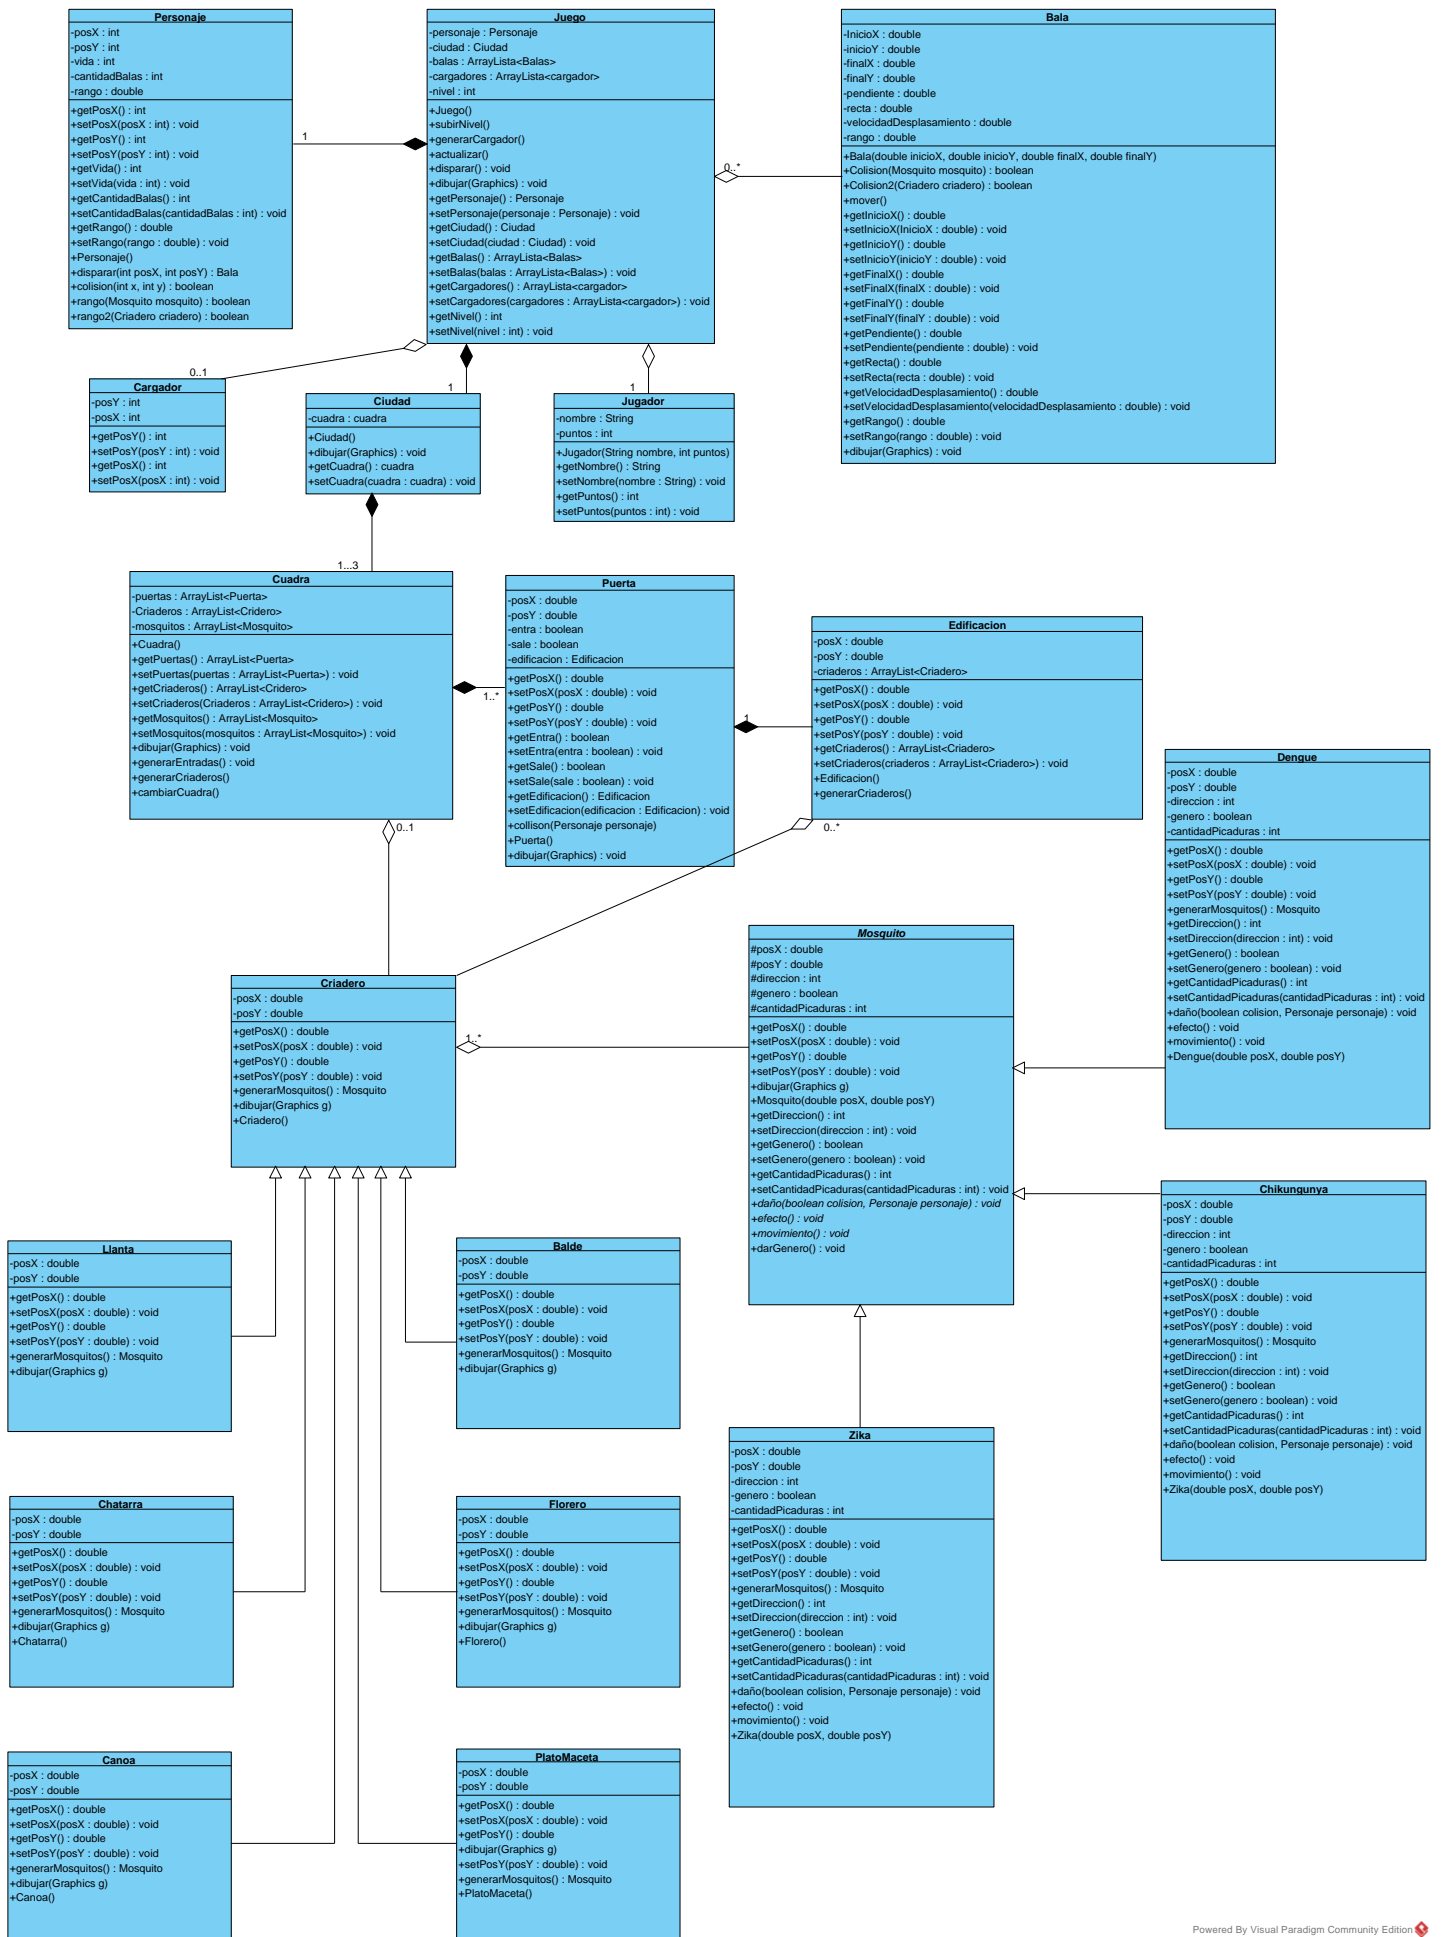 Personaje
-posX : int
-posY : int
-vida : int
-cantidadBalas : int
-rango : double
+getPosX() : int
+setPosX(posX : int) : void
+getPosY() : int
+setPosY(posY : int) : void
+getVida() : int
+setVida(vida : int) : void
+getCantidadBalas() : int
+setCantidadBalas(cantidadBalas : int) : void
+getRango() : double
+setRango(rango : double) : void
+Personaje()
+disparar(int posX, int posY) : Bala
+colision(int x, int y) : boolean
+rango(Mosquito mosquito) : boolean
+rango2(Criadero criadero) : boolean
1
Juego
-personaje : Personaje
-ciudad : Ciudad
-balas : ArrayLista<Balas>
-cargadores : ArrayLista<cargador>
-nivel : int
+Juego()
+subirNivel()
+generarCargador()
+actualizar()
+disparar() : void
+dibujar(Graphics) : void
+getPersonaje() : Personaje
+setPersonaje(personaje : Personaje) : void
+getCiudad() : Ciudad
+setCiudad(ciudad : Ciudad) : void
+getBalas() : ArrayLista<Balas>
+setBalas(balas : ArrayLista<Balas>) : void
+getCargadores() : ArrayLista<cargador>
+setCargadores(cargadores : ArrayLista<cargador>) : void
+getNivel() : int
+setNivel(nivel : int) : void
0..*
Bala
-InicioX : double
-inicioY : double
-finalX : double
-finalY : double
-pendiente : double
-recta : double
-velocidadDesplasamiento : double
-rango : double
+Bala(double inicioX, double inicioY, double finalX, double finalY)
+Colision(Mosquito mosquito) : boolean
+Colision2(Criadero criadero) : boolean
+mover()
+getInicioX() : double
+setInicioX(InicioX : double) : void
+getInicioY() : double
+setInicioY(inicioY : double) : void
+getFinalX() : double
+setFinalX(finalX : double) : void
+getFinalY() : double
+setFinalY(finalY : double) : void
+getPendiente() : double
+setPendiente(pendiente : double) : void
+getRecta() : double
+setRecta(recta : double) : void
+getVelocidadDesplasamiento() : double
+setVelocidadDesplasamiento(velocidadDesplasamiento : double) : void
+getRango() : double
+setRango(rango : double) : void
+dibujar(Graphics) : void
0..1
1
1
Cargador
-posY : int
-posX : int
+getPosY() : int
+setPosY(posY : int) : void
+getPosX() : int
+setPosX(posX : int) : void
Ciudad
-cuadra : cuadra
+Ciudad()
+dibujar(Graphics) : void
+getCuadra() : cuadra
+setCuadra(cuadra : cuadra) : void
Jugador
-nombre : String
-puntos : int
+Jugador(String nombre, int puntos)
+getNombre() : String
+setNombre(nombre : String) : void
+getPuntos() : int
+setPuntos(puntos : int) : void
1...3
Cuadra
-puertas : ArrayList<Puerta>
-Criaderos : ArrayList<Cridero>
-mosquitos : ArrayList<Mosquito>
+Cuadra()
+getPuertas() : ArrayList<Puerta>
+setPuertas(puertas : ArrayList<Puerta>) : void
+getCriaderos() : ArrayList<Cridero>
+setCriaderos(Criaderos : ArrayList<Cridero>) : void
+getMosquitos() : ArrayList<Mosquito>
+setMosquitos(mosquitos : ArrayList<Mosquito>) : void
+dibujar(Graphics) : void
+generarEntradas() : void
+generarCriaderos()
+cambiarCuadra()
1..*
0..1
Puerta
-posX : double
-posY : double
-entra : boolean
-sale : boolean
-edificacion : Edificacion
+getPosX() : double
+setPosX(posX : double) : void
+getPosY() : double
+setPosY(posY : double) : void
+getEntra() : boolean
+setEntra(entra : boolean) : void
+getSale() : boolean
+setSale(sale : boolean) : void
+getEdificacion() : Edificacion
+setEdificacion(edificacion : Edificacion) : void
+collison(Personaje personaje)
+Puerta()
+dibujar(Graphics) : void
1
Edificacion
-posX : double
-posY : double
-criaderos : ArrayList<Criadero>
+getPosX() : double
+setPosX(posX : double) : void
+getPosY() : double
+setPosY(posY : double) : void
+getCriaderos() : ArrayList<Criadero>
+setCriaderos(criaderos : ArrayList<Criadero>) : void
+Edificacion()
+generarCriaderos()
0..*
Dengue
-posX : double
-posY : double
-direccion : int
-genero : boolean
-cantidadPicaduras : int
+getPosX() : double
+setPosX(posX : double) : void
+getPosY() : double
+setPosY(posY : double) : void
+generarMosquitos() : Mosquito
+getDireccion() : int
+setDireccion(direccion : int) : void
+getGenero() : boolean
+setGenero(genero : boolean) : void
+getCantidadPicaduras() : int
+setCantidadPicaduras(cantidadPicaduras : int) : void
+daño(boolean colision, Personaje personaje) : void
+efecto() : void
+movimiento() : void
+Dengue(double posX, double posY)
Criadero
-posX : double
-posY : double
+getPosX() : double
+setPosX(posX : double) : void
+getPosY() : double
+setPosY(posY : double) : void
+generarMosquitos() : Mosquito
+dibujar(Graphics g)
+Criadero()
1..*
Mosquito
#posX : double
#posY : double
#direccion : int
#genero : boolean
#cantidadPicaduras : int
+getPosX() : double
+setPosX(posX : double) : void
+getPosY() : double
+setPosY(posY : double) : void
+dibujar(Graphics g)
+Mosquito(double posX, double posY)
+getDireccion() : int
+setDireccion(direccion : int) : void
+getGenero() : boolean
+setGenero(genero : boolean) : void
+getCantidadPicaduras() : int
+setCantidadPicaduras(cantidadPicaduras : int) : void
+daño(boolean colision, Personaje personaje) : void
+efecto() : void
+movimiento() : void
+darGenero() : void
Chikungunya
-posX : double
-posY : double
-direccion : int
-genero : boolean
-cantidadPicaduras : int
+getPosX() : double
+setPosX(posX : double) : void
+getPosY() : double
+setPosY(posY : double) : void
+generarMosquitos() : Mosquito
+getDireccion() : int
+setDireccion(direccion : int) : void
+getGenero() : boolean
+setGenero(genero : boolean) : void
+getCantidadPicaduras() : int
+setCantidadPicaduras(cantidadPicaduras : int) : void
+daño(boolean colision, Personaje personaje) : void
+efecto() : void
+movimiento() : void
+Zika(double posX, double posY)
Llanta
-posX : double
-posY : double
+getPosX() : double
+setPosX(posX : double) : void
+getPosY() : double
+setPosY(posY : double) : void
+generarMosquitos() : Mosquito
+dibujar(Graphics g)
Balde
-posX : double
-posY : double
+getPosX() : double
+setPosX(posX : double) : void
+getPosY() : double
+setPosY(posY : double) : void
+generarMosquitos() : Mosquito
+dibujar(Graphics g)
Zika
-posX : double
-posY : double
-direccion : int
-genero : boolean
-cantidadPicaduras : int
+getPosX() : double
+setPosX(posX : double) : void
+getPosY() : double
+setPosY(posY : double) : void
+generarMosquitos() : Mosquito
+getDireccion() : int
+setDireccion(direccion : int) : void
+getGenero() : boolean
+setGenero(genero : boolean) : void
+getCantidadPicaduras() : int
+setCantidadPicaduras(cantidadPicaduras : int) : void
+daño(boolean colision, Personaje personaje) : void
+efecto() : void
+movimiento() : void
+Zika(double posX, double posY)
Chatarra
-posX : double
-posY : double
+getPosX() : double
+setPosX(posX : double) : void
+getPosY() : double
+setPosY(posY : double) : void
+generarMosquitos() : Mosquito
+dibujar(Graphics g)
+Chatarra()
Florero
-posX : double
-posY : double
+getPosX() : double
+setPosX(posX : double) : void
+getPosY() : double
+setPosY(posY : double) : void
+generarMosquitos() : Mosquito
+dibujar(Graphics g)
+Florero()
Canoa
-posX : double
-posY : double
+getPosX() : double
+setPosX(posX : double) : void
+getPosY() : double
+setPosY(posY : double) : void
+generarMosquitos() : Mosquito
+dibujar(Graphics g)
+Canoa()
PlatoMaceta
-posX : double
-posY : double
+getPosX() : double
+setPosX(posX : double) : void
+getPosY() : double
+dibujar(Graphics g)
+setPosY(posY : double) : void
+generarMosquitos() : Mosquito
+PlatoMaceta()
Powered By Visual Paradigm Community Edition